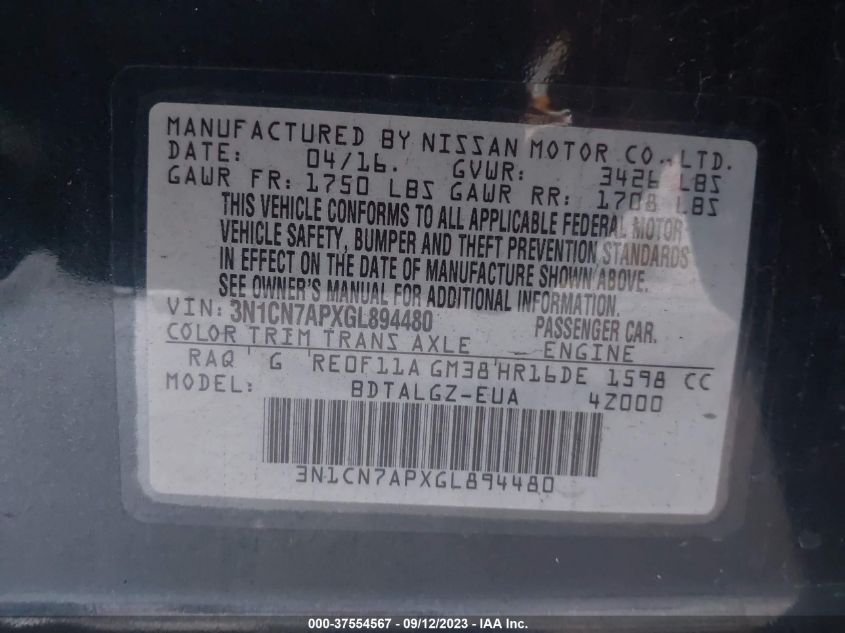 MANUFACTURED BY NISSAN MOTOR CO., LTD.
DATE: 04/16. GVWR: 3426 LBS
GAWR FR: 1750 LBS GAWR RR: 1708 LBS
THIS VEHICLE CONFORMS TO ALL APPLICABLE FEDERAL MOTOR
VEHICLE SAFETY, BUMPER AND THEFT PREVENTION STANDARDS
IN EFFECT ON THE DATE OF MANUFACTURE SHOWN ABOVE.
SEE OWNER'S MANUAL FOR ADDITIONAL INFORMATION.
VIN: 3N1CN7APXGL894480 PASSENGER CAR.
COLOR TRIM TRANS AXLE ENGINE
RAQ G RE0F11A GM38 HR16DE 1598 CC
MODEL: BDTALGZ-EUA 4Z000
3N1CN7APXGL894480
000-37554567 - 09/12/2023 - IAA Inc.